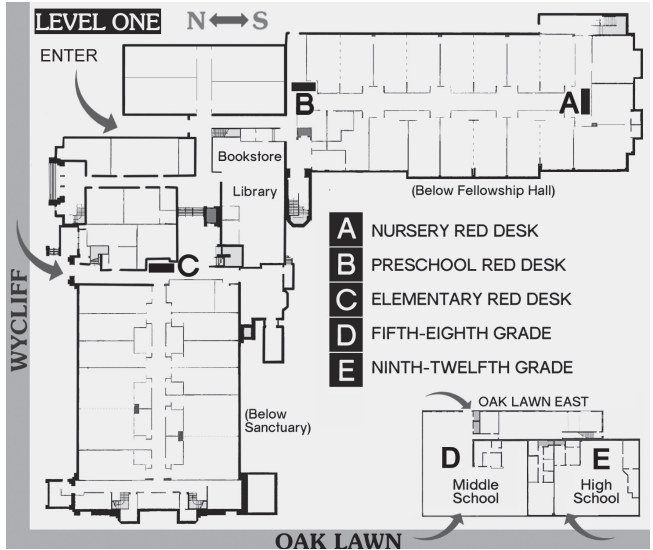 LEVEL ONE
N S
ENTER
B
A
Bookstore
Library
(Below Fellowship Hall)
C
A NURSERY RED DESK
B PRESCHOOL RED DESK
C ELEMENTARY RED DESK
D FIFTH-EIGHTH GRADE
E NINTH-TWELFTH GRADE
WYCLIFF
(Below
Sanctuary)
OAK LAWN EAST
D
Middle
School
E
High
School
OAK LAWN